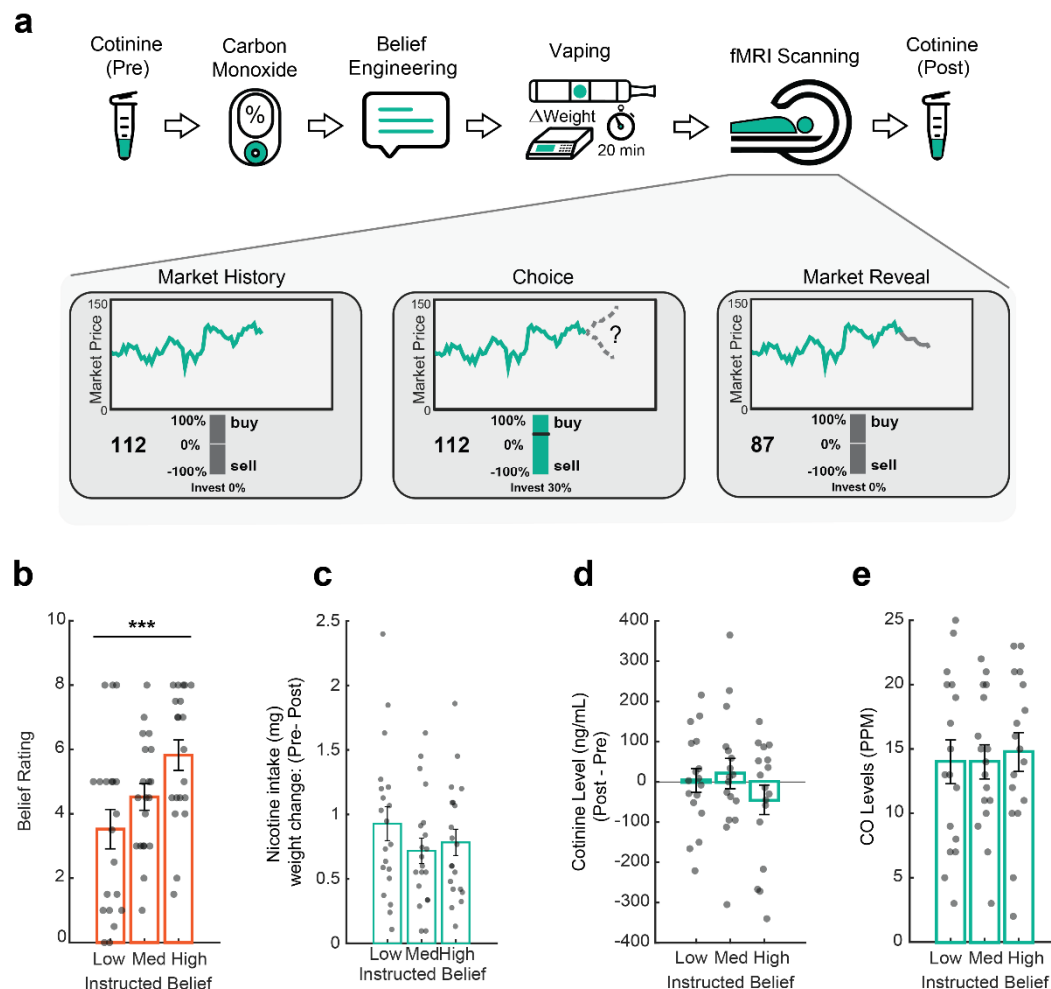 a
Cotinine
(Pre)
Carbon
Monoxide
%
Belief
Engineering
Vaping
ΔWeight
20 min
fMRI Scanning
Cotinine
(Post)
Market History
150
Market Price
0
112
100%
0%
-100%
buy
sell
Invest 0%
Choice
150
Market Price
0
?
112
100%
0%
-100%
buy
sell
Invest 30%
Market Reveal
150
Market Price
0
87
100%
0%
-100%
buy
sell
Invest 0%
b
***
Belief Rating
10
8
6
4
2
0
Low Med High
Instructed Belief
c
Nicotine intake (mg)
weight change: (Pre- Post)
2.5
2
1.5
1
0.5
0
Low MedHigh
Instructed Belief
d
Cotinine Level (ng/mL)
(Post - Pre)
400
300
200
100
0
-100
-200
-300
-400
Low Med High
Instructed Belief
e
CO Levels (PPM)
25
20
15
10
5
0
Low Med High
Instructed Belief